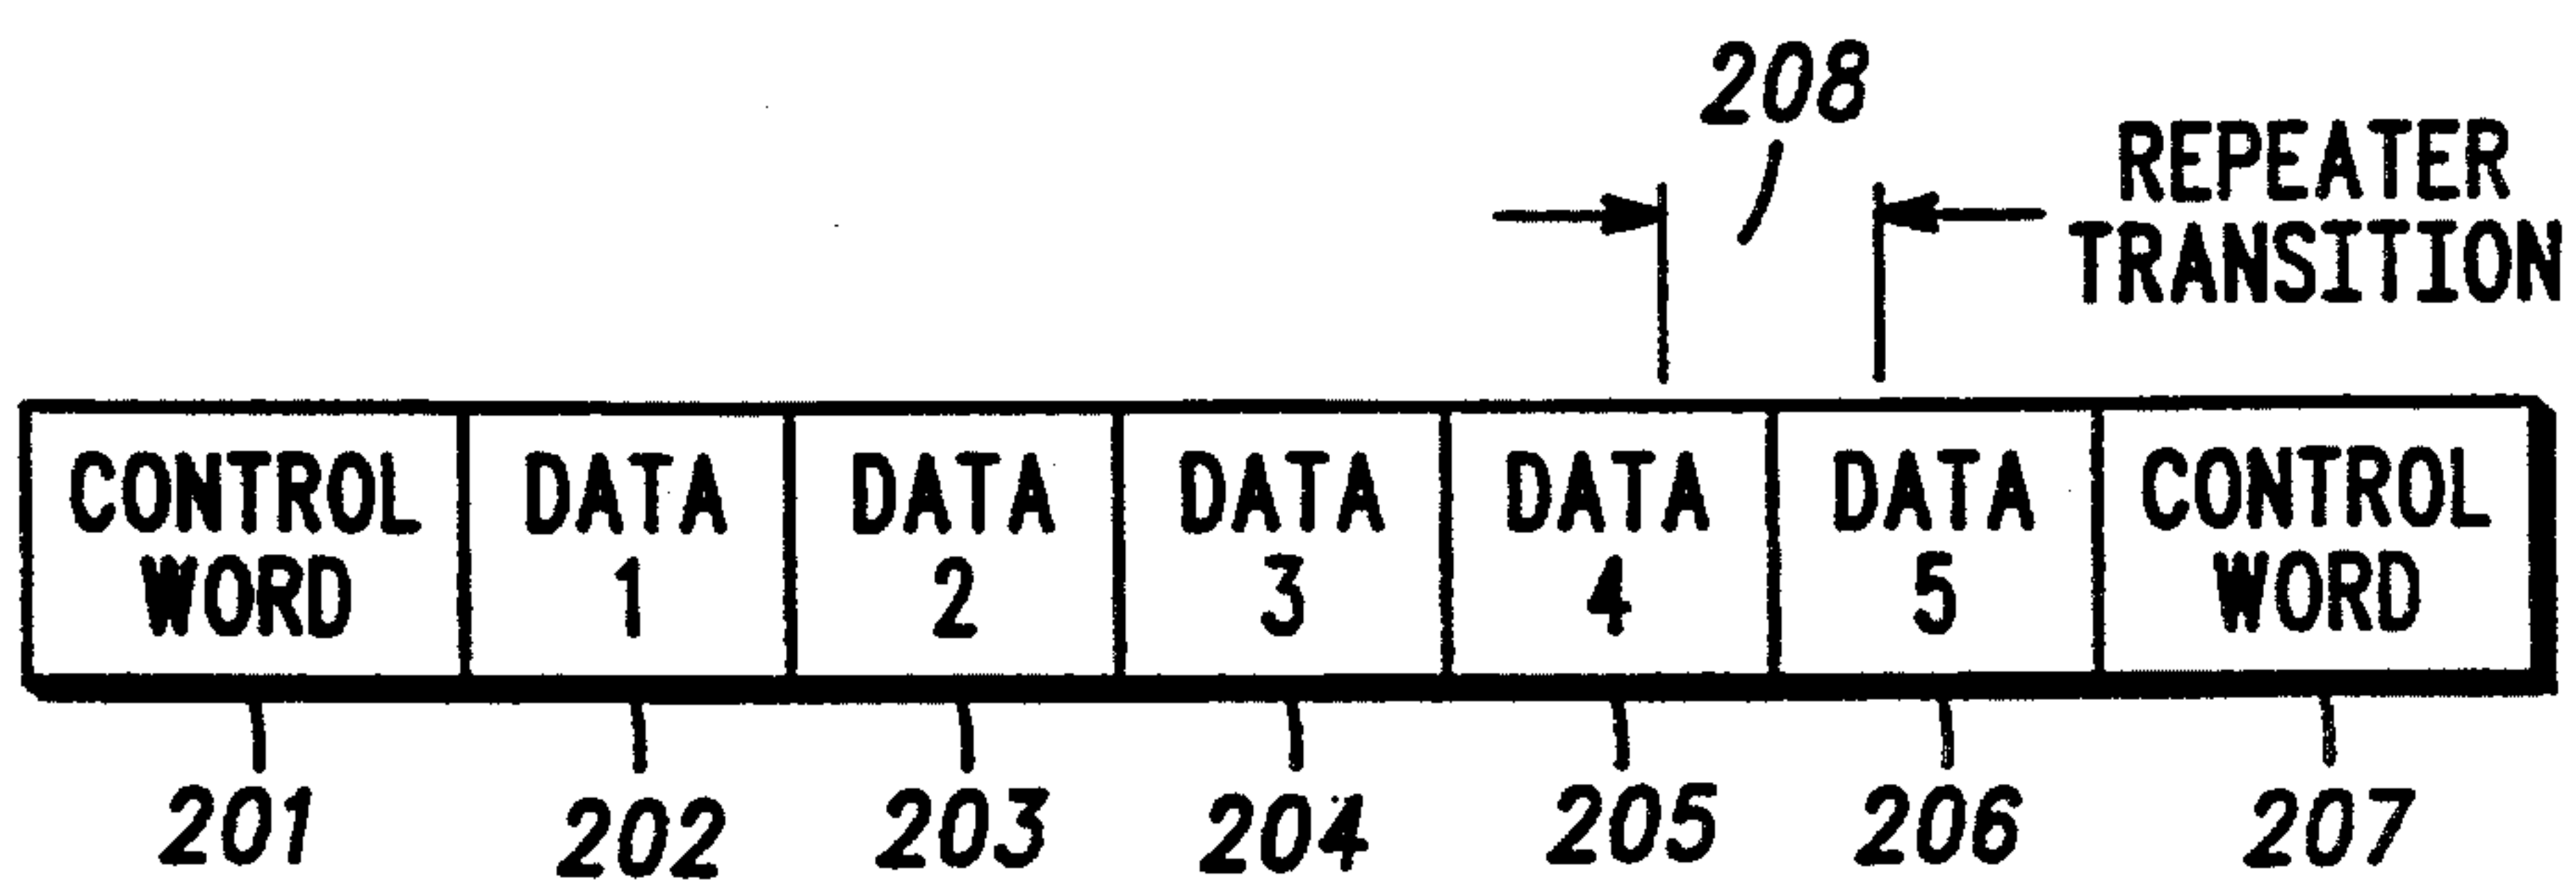 208
REPEATER
TRANSITION
CONTROL
WORD
DATA
1
DATA
2
DATA
3
DATA
4
DATA
5
CONTROL
WORD
201
202
203
204
205
206
207